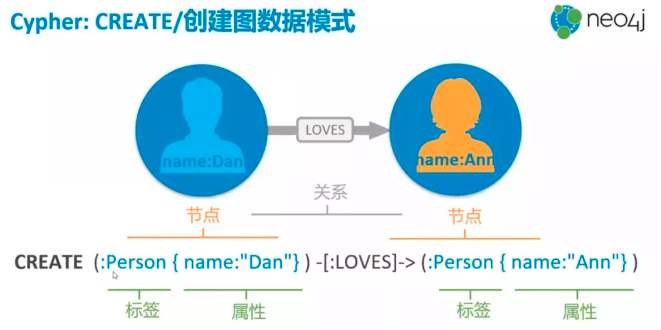 Cypher: CREATE/创建图数据模式
neo4j
name:Dan
LOVES
name:Ann
关系
节点
节点
CREATE (:Person { name:"Dan"} ) -[:LOVES]-> (:Person { name:"Ann"} )
标签
属性
标签
属性